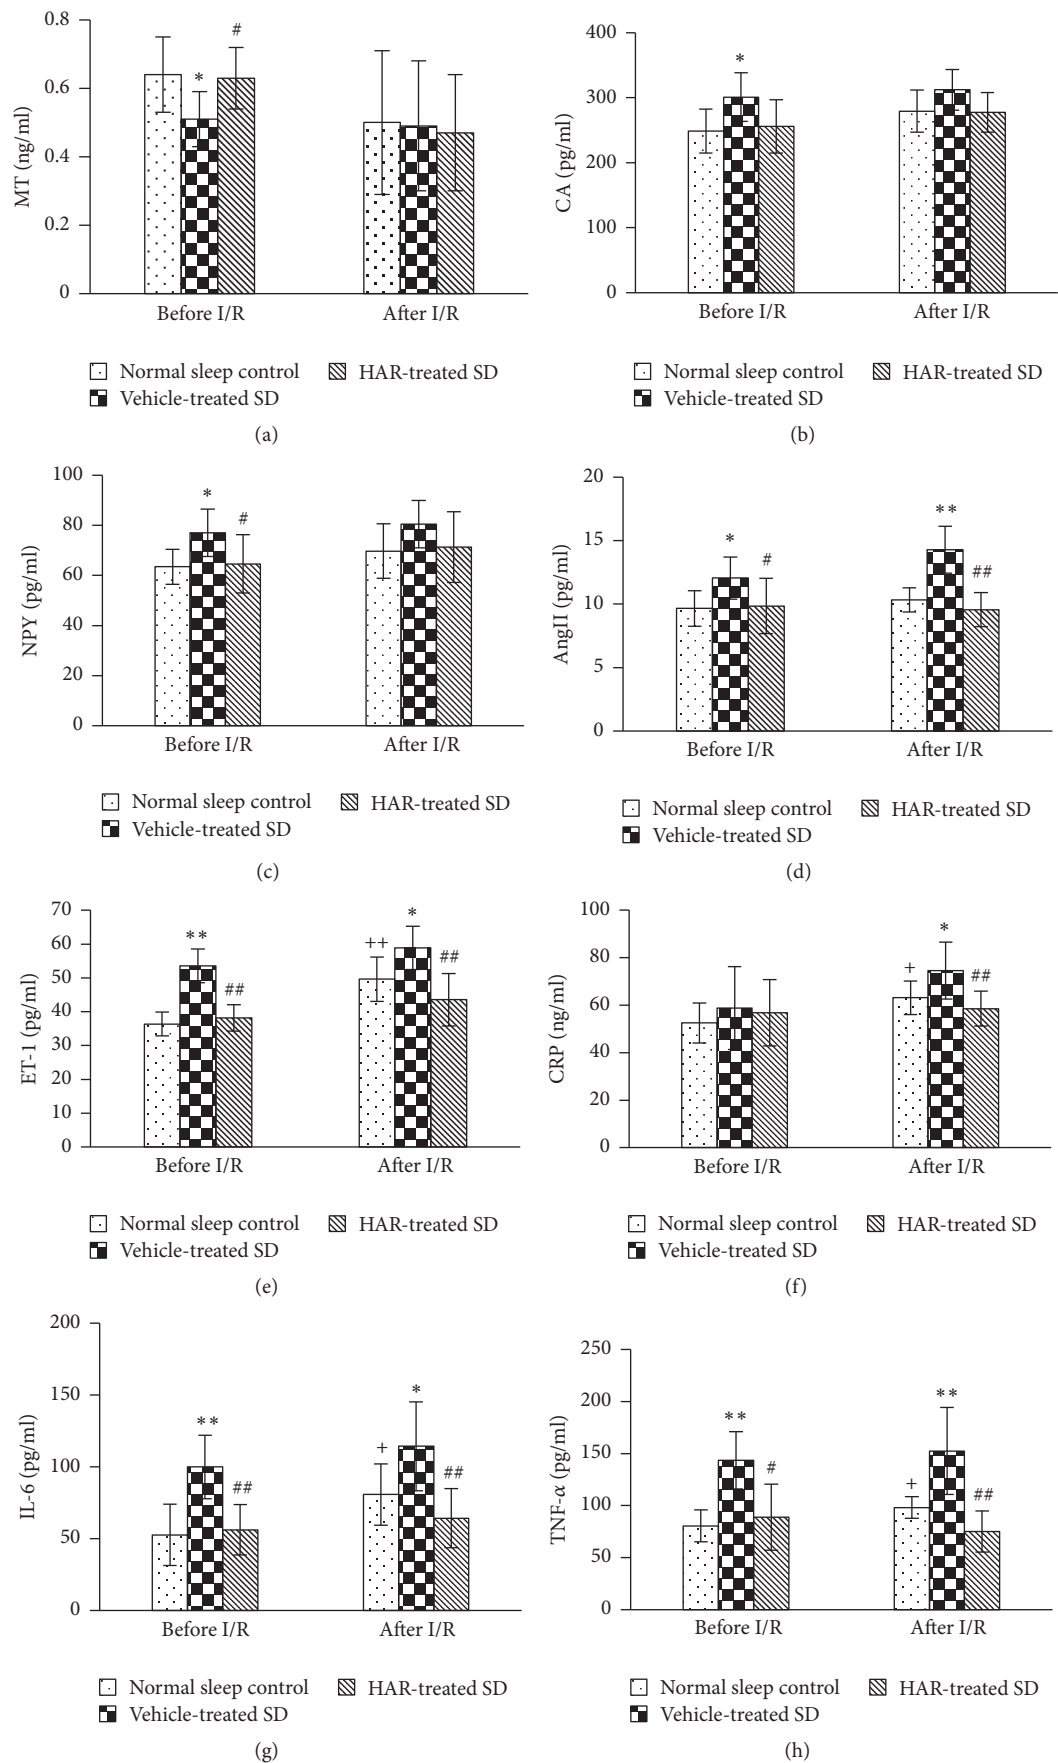 MT (ng/ml)
0.8
0.6
0.4
0.2
0
*
#
Before I/R
After I/R
Normal sleep control
HAR-treated SD
Vehicle-treated SD
(a)
CA (pg/ml)
400
300
200
100
0
*
Before I/R
After I/R
Normal sleep control
HAR-treated SD
Vehicle-treated SD
(b)
NPY (pg/ml)
100
80
60
40
20
0
*
#
Before I/R
After I/R
Normal sleep control
HAR-treated SD
Vehicle-treated SD
(c)
AngII (pg/ml)
20
15
10
5
0
*
#
**
##
Before I/R
After I/R
Normal sleep control
HAR-treated SD
Vehicle-treated SD
(d)
ET-1 (pg/ml)
70
60
50
40
30
20
10
0
**
##
++
*
##
Before I/R
After I/R
Normal sleep control
HAR-treated SD
Vehicle-treated SD
(e)
CRP (ng/ml)
100
80
60
40
20
0
+
*
##
Before I/R
After I/R
Normal sleep control
HAR-treated SD
Vehicle-treated SD
(f)
IL-6 (pg/ml)
200
150
100
50
0
**
##
+
*
##
Before I/R
After I/R
Normal sleep control
HAR-treated SD
Vehicle-treated SD
(g)
TNF-α (pg/ml)
250
200
150
100
50
0
**
#
+
**
##
Before I/R
After I/R
Normal sleep control
HAR-treated SD
Vehicle-treated SD
(h)